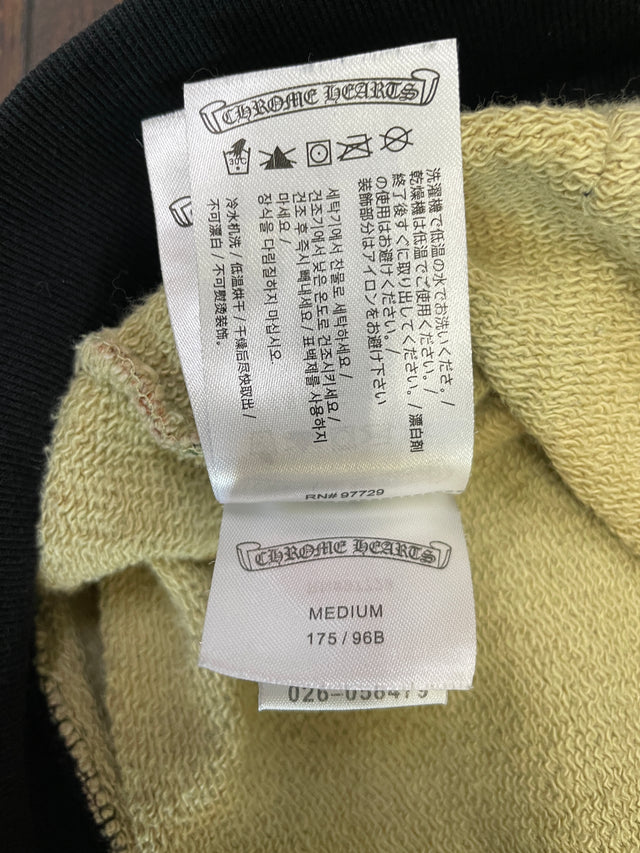 CHROME HEARTS
30C
洗濯機で低温の水でお洗いくださ。/
乾燥機は低温でご使用ください。/
終了後すぐに取り出してください。/漂白剤
の使用はお避けください。/
装飾部分はアイロンをお避け下さい
세탁기에서 찬물로 세탁하세요/
건조기에서 낮은 온도로 건조시키세요/
건조 후 즉시 빼내세요/표백제를 사용하지
마세요/
장식을 다림질하지 마십시오.
冷水机洗/低温烘干/干燥后尽快取出/
不可漂白/不可熨烫装饰。
RN# 97729
CHROME HEARTS
MEDIUM
175/96B
026-058479